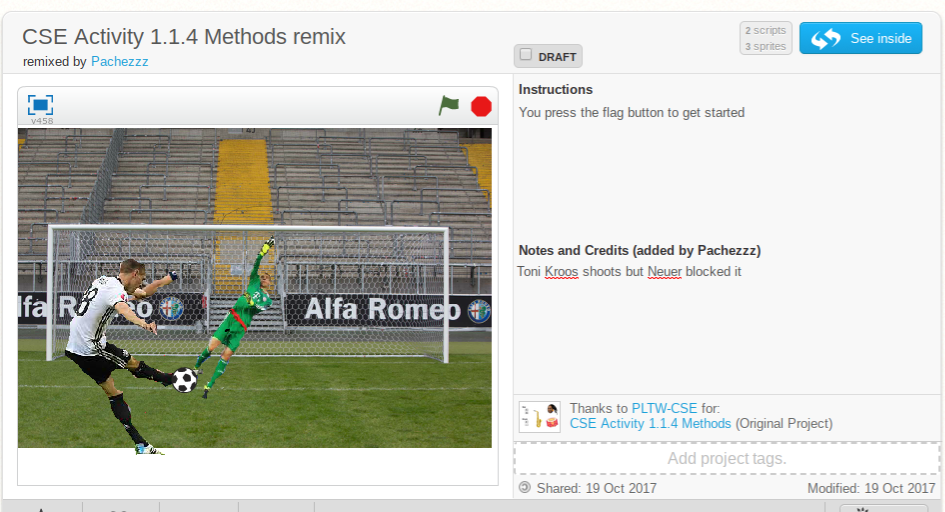 CSE Activity 1.1.4 Methods remix
remixed by Pachezzz
DRAFT
2 scripts
3 sprites
See inside
v458
Instructions
You press the flag button to get started
Notes and Credits (added by Pachezzz)
Toni Kroos shoots but Neuer blocked it
lfa Ro eo
Alfa Romeo
Thanks to PLTW-CSE for:
CSE Activity 1.1.4 Methods (Original Project)
Add project tags.
Shared: 19 Oct 2017
Modified: 19 Oct 2017